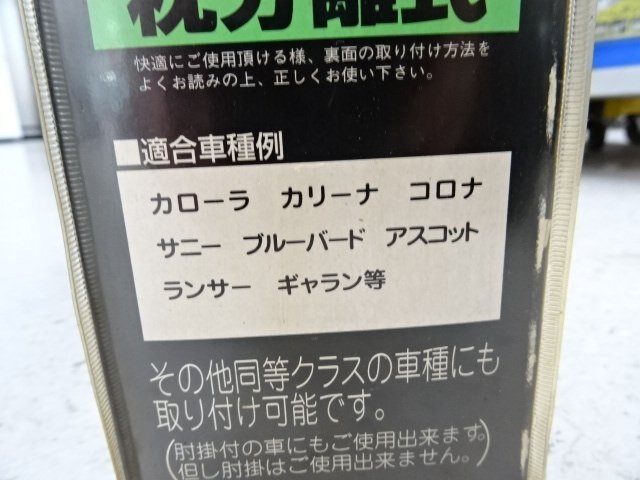 枕分離式
快適にご使用頂ける様、裏面の取り付け方法を
よくお読みの上、正しくお使い下さい。
■適合車種例
カローラ カリーナ コロナ
サニー ブルーバード アスコット
ランサー ギャラン等
その他同等クラスの車種にも
取り付け可能です。
(肘掛付の車にもご使用出来ます。
但し肘掛はご使用出来ません。)